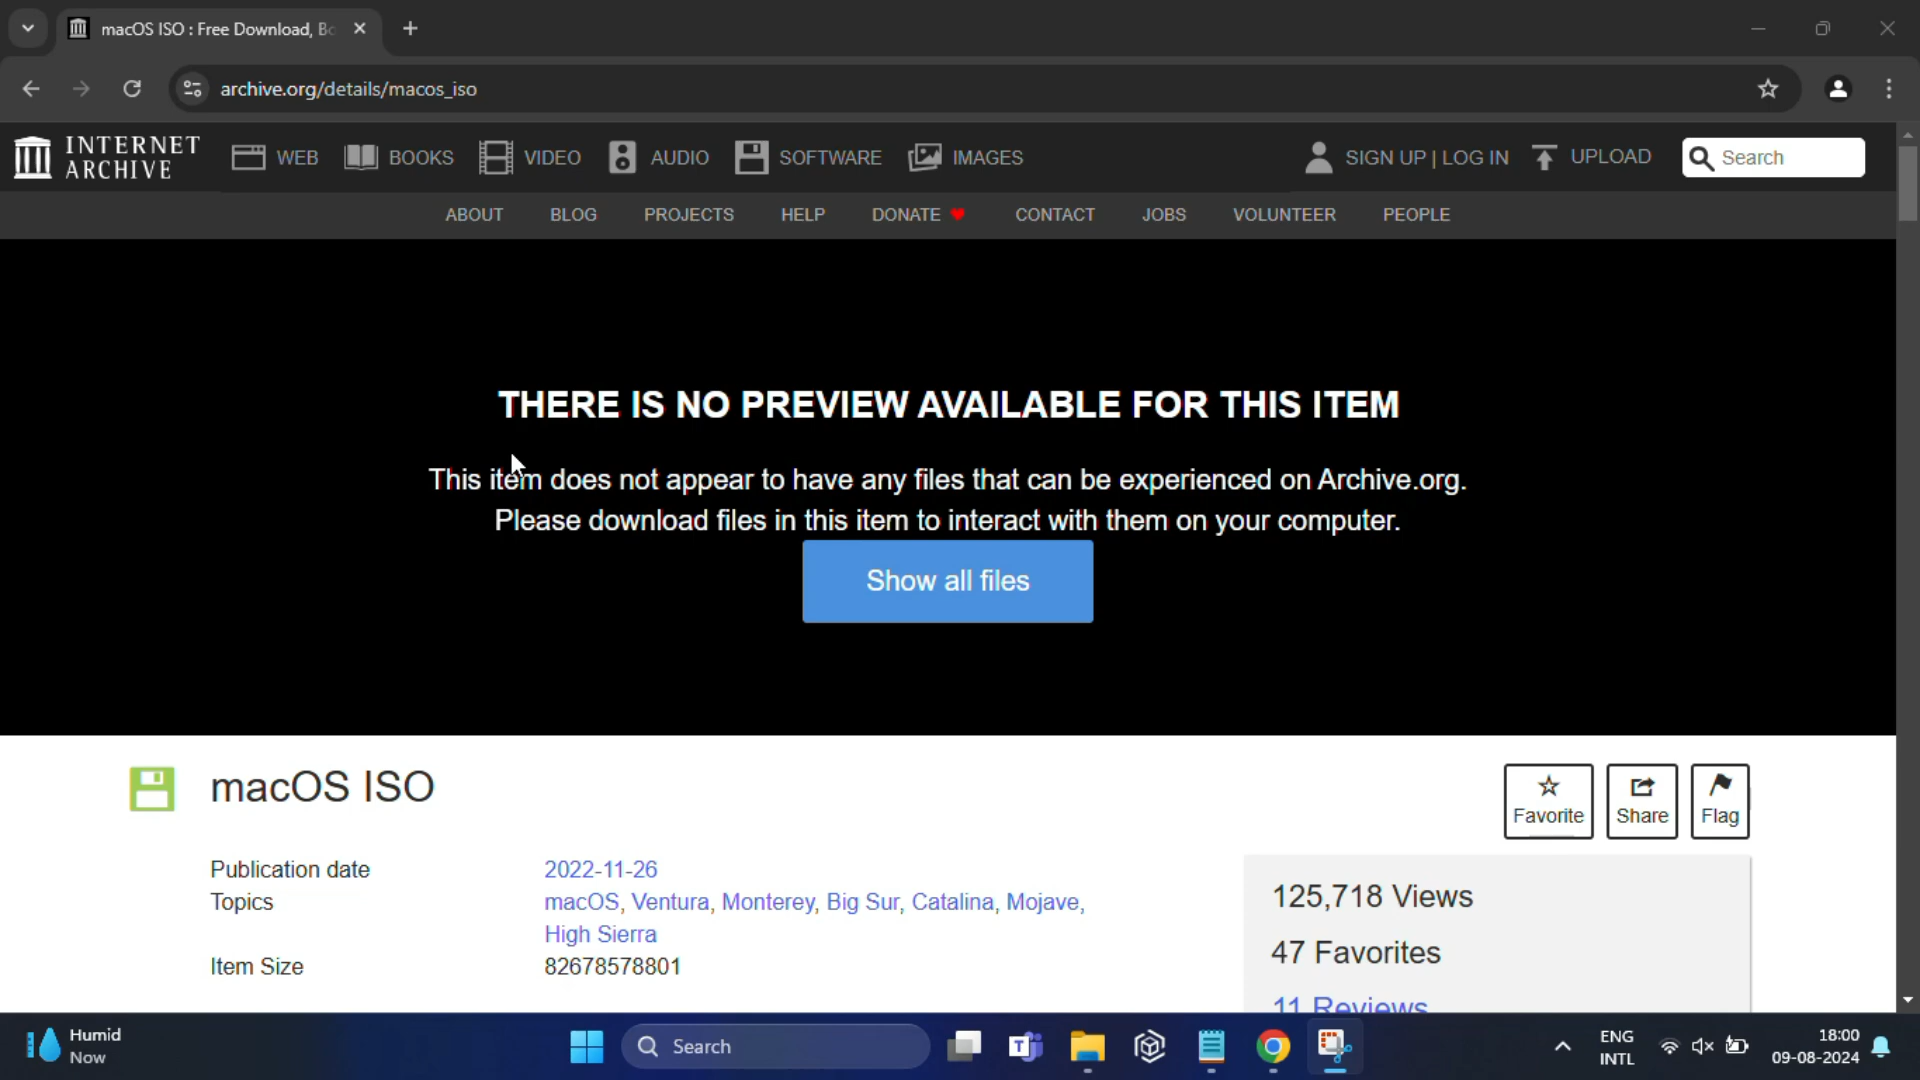 macOS ISO : Free Download, Bo
archive.org/details/macos_iso
INTERNET
ARCHIVE
WEB
BOOKS
VIDEO
AUDIO
SOFTWARE
IMAGES
SIGN UP | LOG IN
UPLOAD
Search
ABOUT
BLOG
PROJECTS
HELP
DONATE
CONTACT
JOBS
VOLUNTEER
PEOPLE
THERE IS NO PREVIEW AVAILABLE FOR THIS ITEM
This item does not appear to have any files that can be experienced on Archive.org.
Please download files in this item to interact with them on your computer.
Show all files
macOS ISO
Favorite
Share
Flag
Publication date 2022-11-26
Topics macOS, Ventura, Monterey, Big Sur, Catalina, Mojave,
High Sierra
Item Size 82678578801
125,718 Views
47 Favorites
11 Reviews
Humid
Now
Search
T
ENG
INTL
18:00
09-08-2024